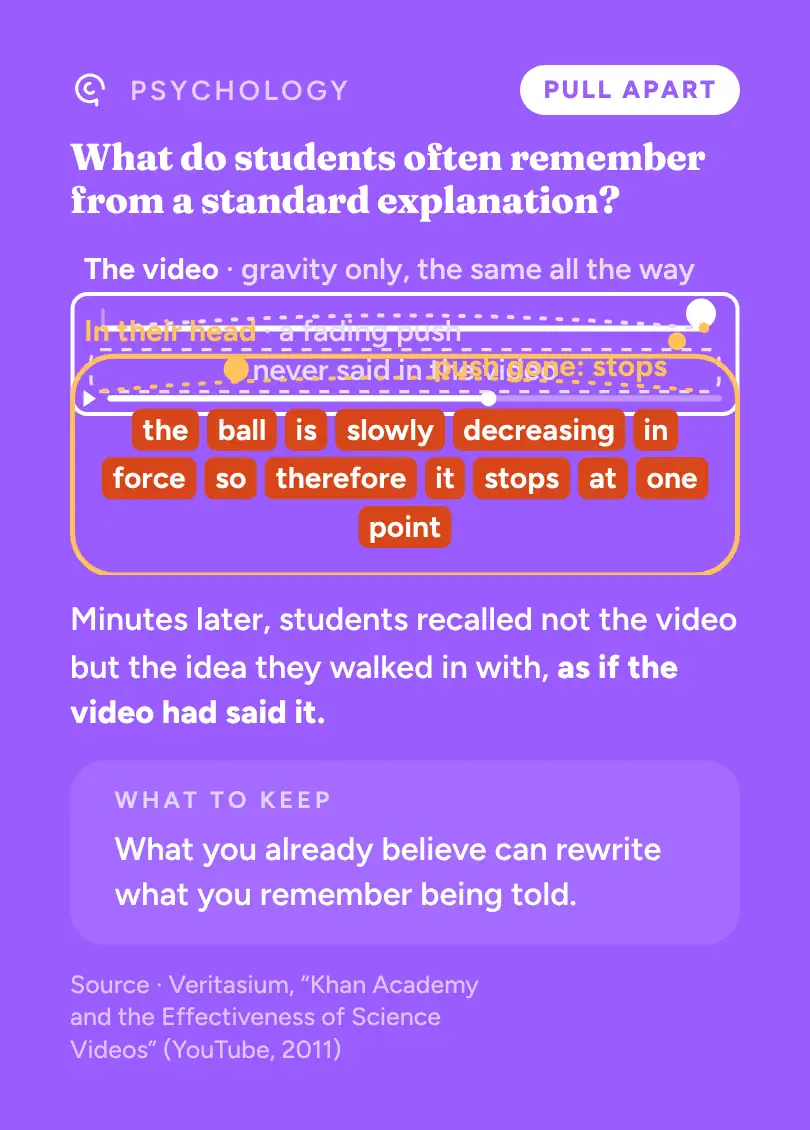 PSYCHOLOGY
PULL APART
What do students often remember
from a standard explanation?
The video · gravity only, the same all the way
In their head · a fading push
never said in the video
push gone: stops
the ball is slowly decreasing in
force so therefore it stops at one
point
Minutes later, students recalled not the video
but the idea they walked in with, as if the
video had said it.
WHAT TO KEEP
What you already believe can rewrite
what you remember being told.
Source · Veritasium, “Khan Academy
and the Effectiveness of Science
Videos” (YouTube, 2011)